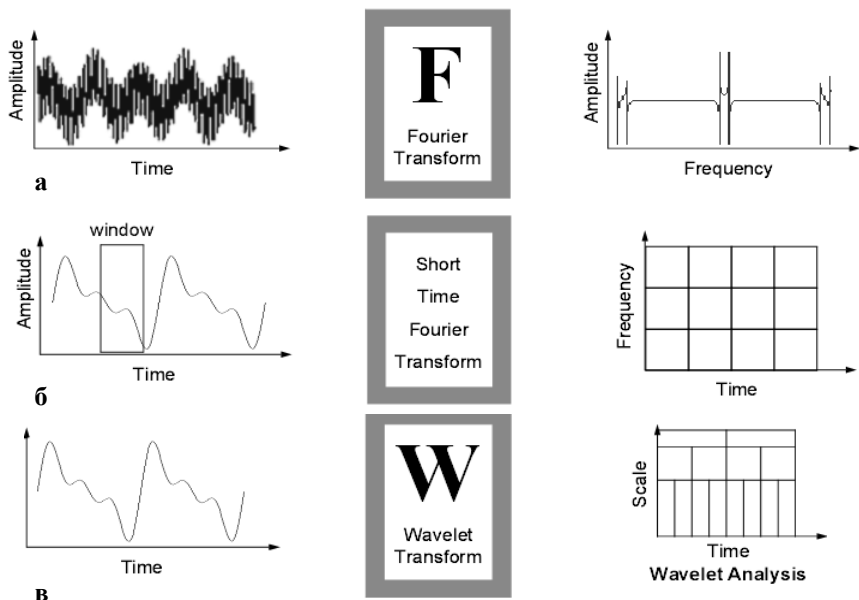 Amplitude
Time
а
F
Fourier
Transform
Amplitude
Frequency
window
Amplitude
Time
б
Short
Time
Fourier
Transform
Frequency
Time
Time
в
W
Wavelet
Transform
Scale
Time
Wavelet Analysis